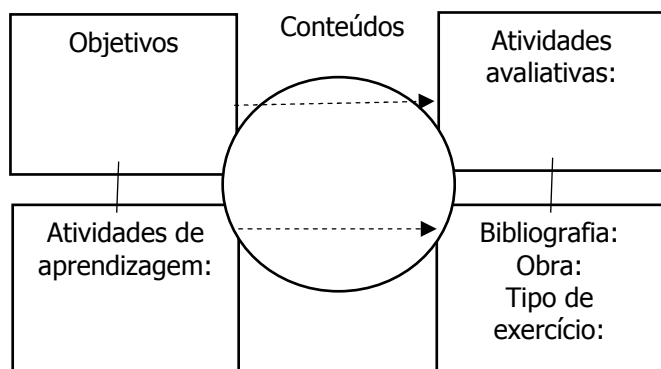 Objetivos
Conteúdos
Atividades
avaliativas:
Atividades de
aprendizagem:
Bibliografia:
Obra:
Tipo de
exercício: